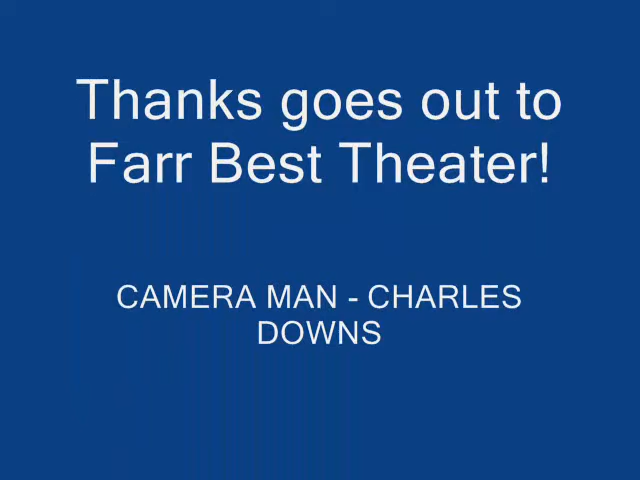 Thanks goes out to
Farr Best Theater!
CAMERA MAN - CHARLES
DOWNS